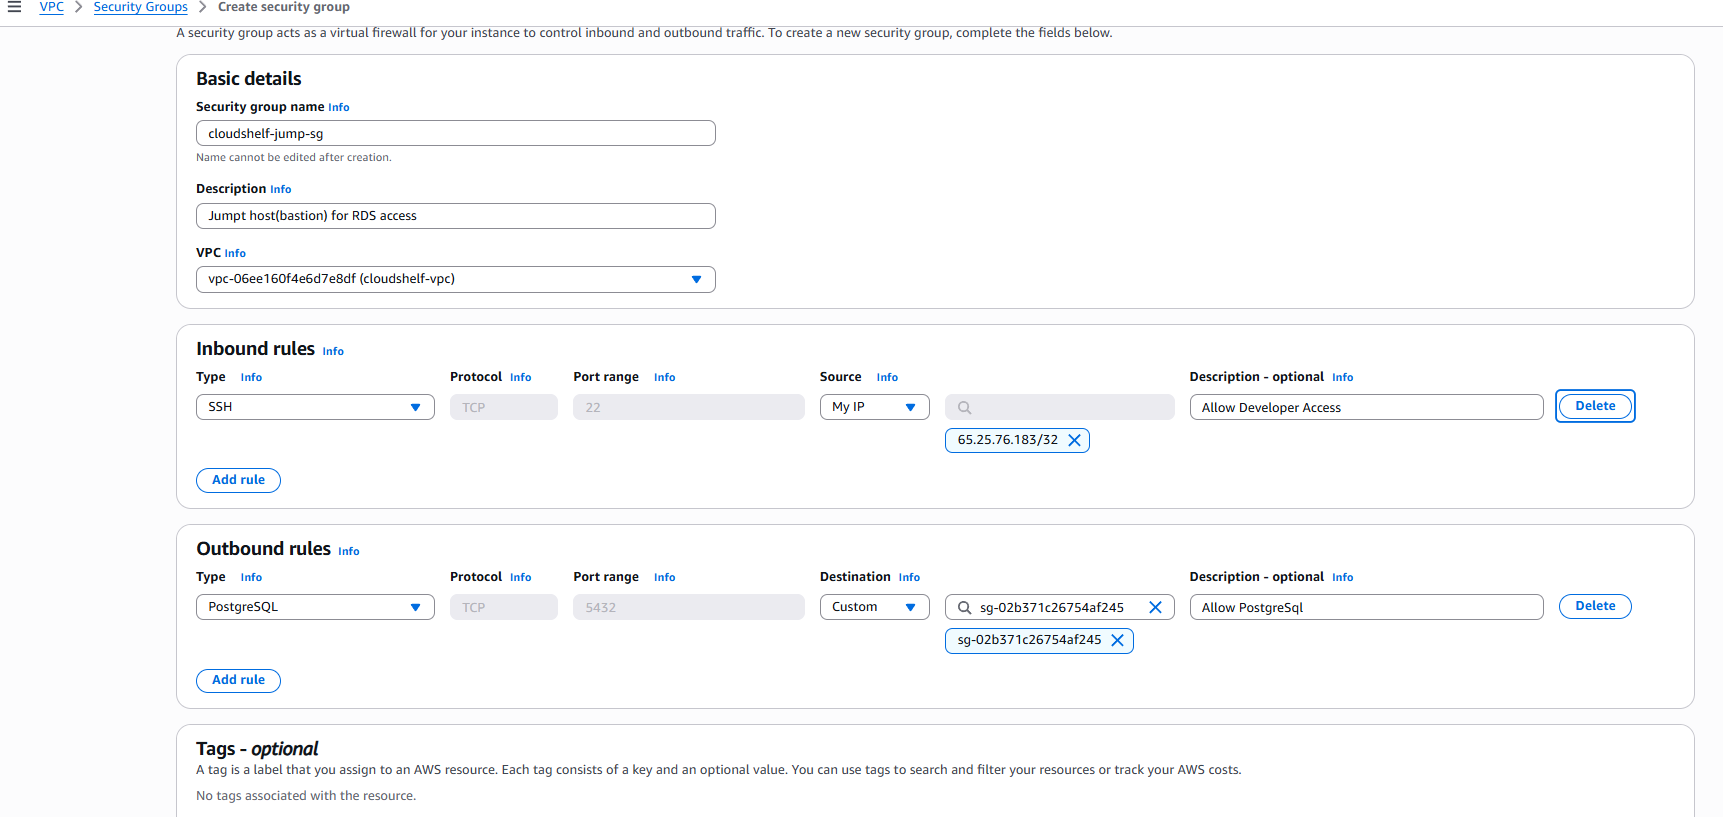 VPC > Security Groups > Create security group
A security group acts as a virtual firewall for your instance to control inbound and outbound traffic. To create a new security group, complete the fields below.
Basic details
Security group name Info
cloudshelf-jump-sg
Name cannot be edited after creation.
Description Info
Jumpt host(bastion) for RDS access
VPC Info
vpc-06ee160f4e6d7e8df (cloudshelf-vpc)
Inbound rules Info
Type Info Protocol Info Port range Info Source Info Description - optional Info
SSH TCP 22 My IP Allow Developer Access Delete
65.25.76.183/32
Add rule
Outbound rules Info
Type Info Protocol Info Port range Info Destination Info Description - optional Info
PostgreSQL TCP 5432 Custom sg-02b371c26754af245 Allow PostgreSql Delete
sg-02b371c26754af245
Add rule
Tags - optional
A tag is a label that you assign to an AWS resource. Each tag consists of a key and an optional value. You can use tags to search and filter your resources or track your AWS costs.
No tags associated with the resource.